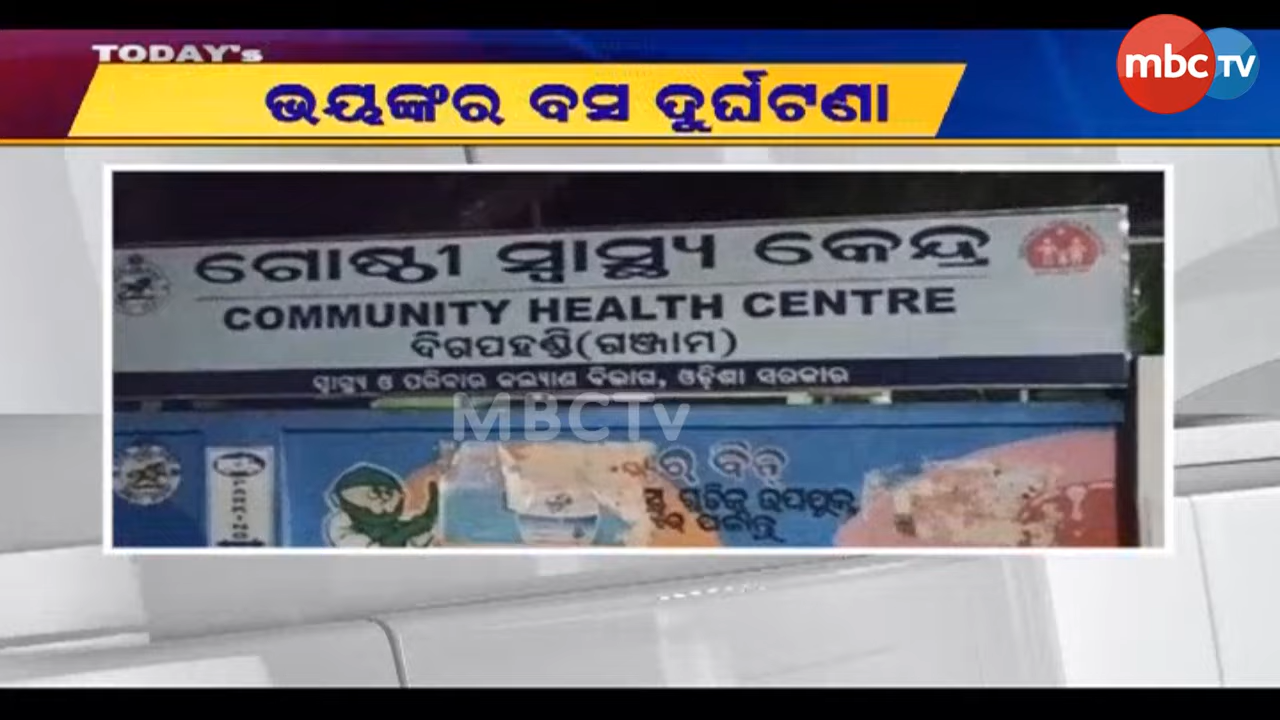 TODAY's
ଭୟଙ୍କର ବସ ଦୁର୍ଘଟଣା
mbc TV
ଗୋଷ୍ଠୀ ସ୍ୱାସ୍ଥ୍ୟ କେନ୍ଦ୍ର
COMMUNITY HEALTH CENTRE
ଦିଗପହଣ୍ଡି(ଗଞ୍ଜାମ)
ସ୍ୱାସ୍ଥ୍ୟ ଓ ପରିବାର କଲ୍ୟାଣ ବିଭାଗ, ଓଡ଼ିଶା ସରକାର
MBCTv